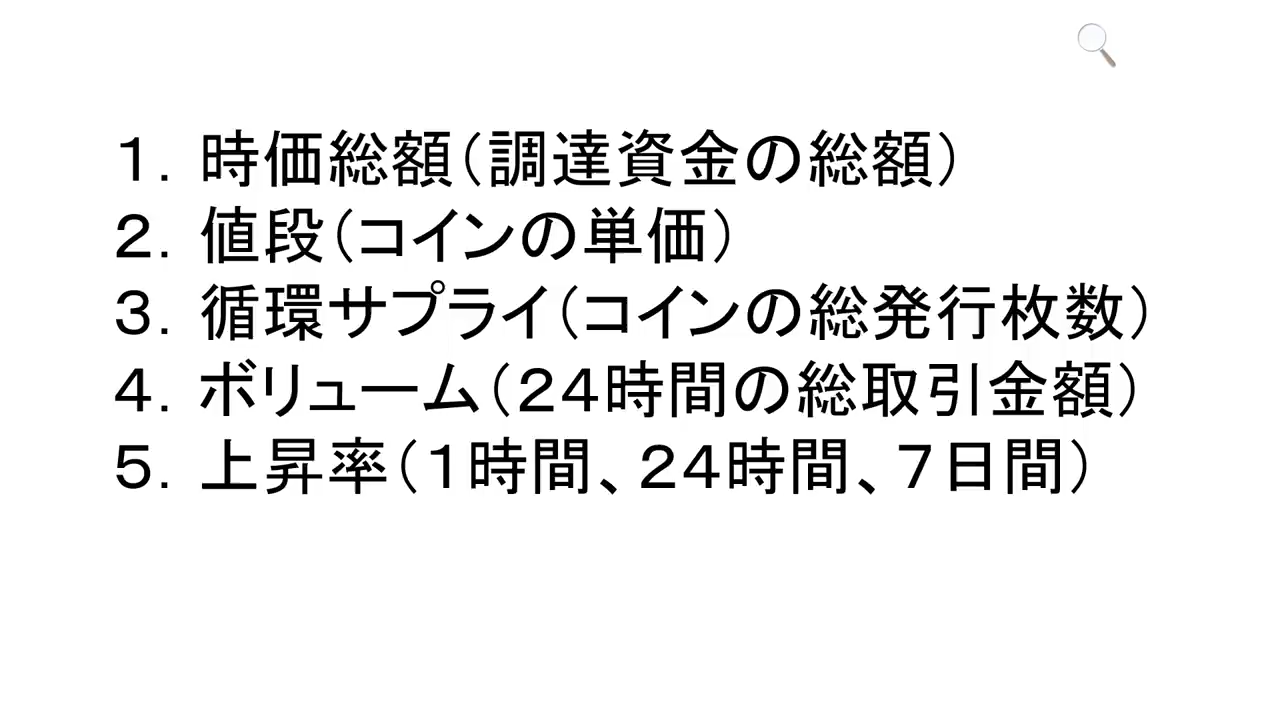 １．時価総額（調達資金の総額）
２．値段（コインの単価）
３．循環サプライ（コインの総発行枚数）
４．ボリューム（２４時間の総取引金額）
５．上昇率（１時間、２４時間、７日間）